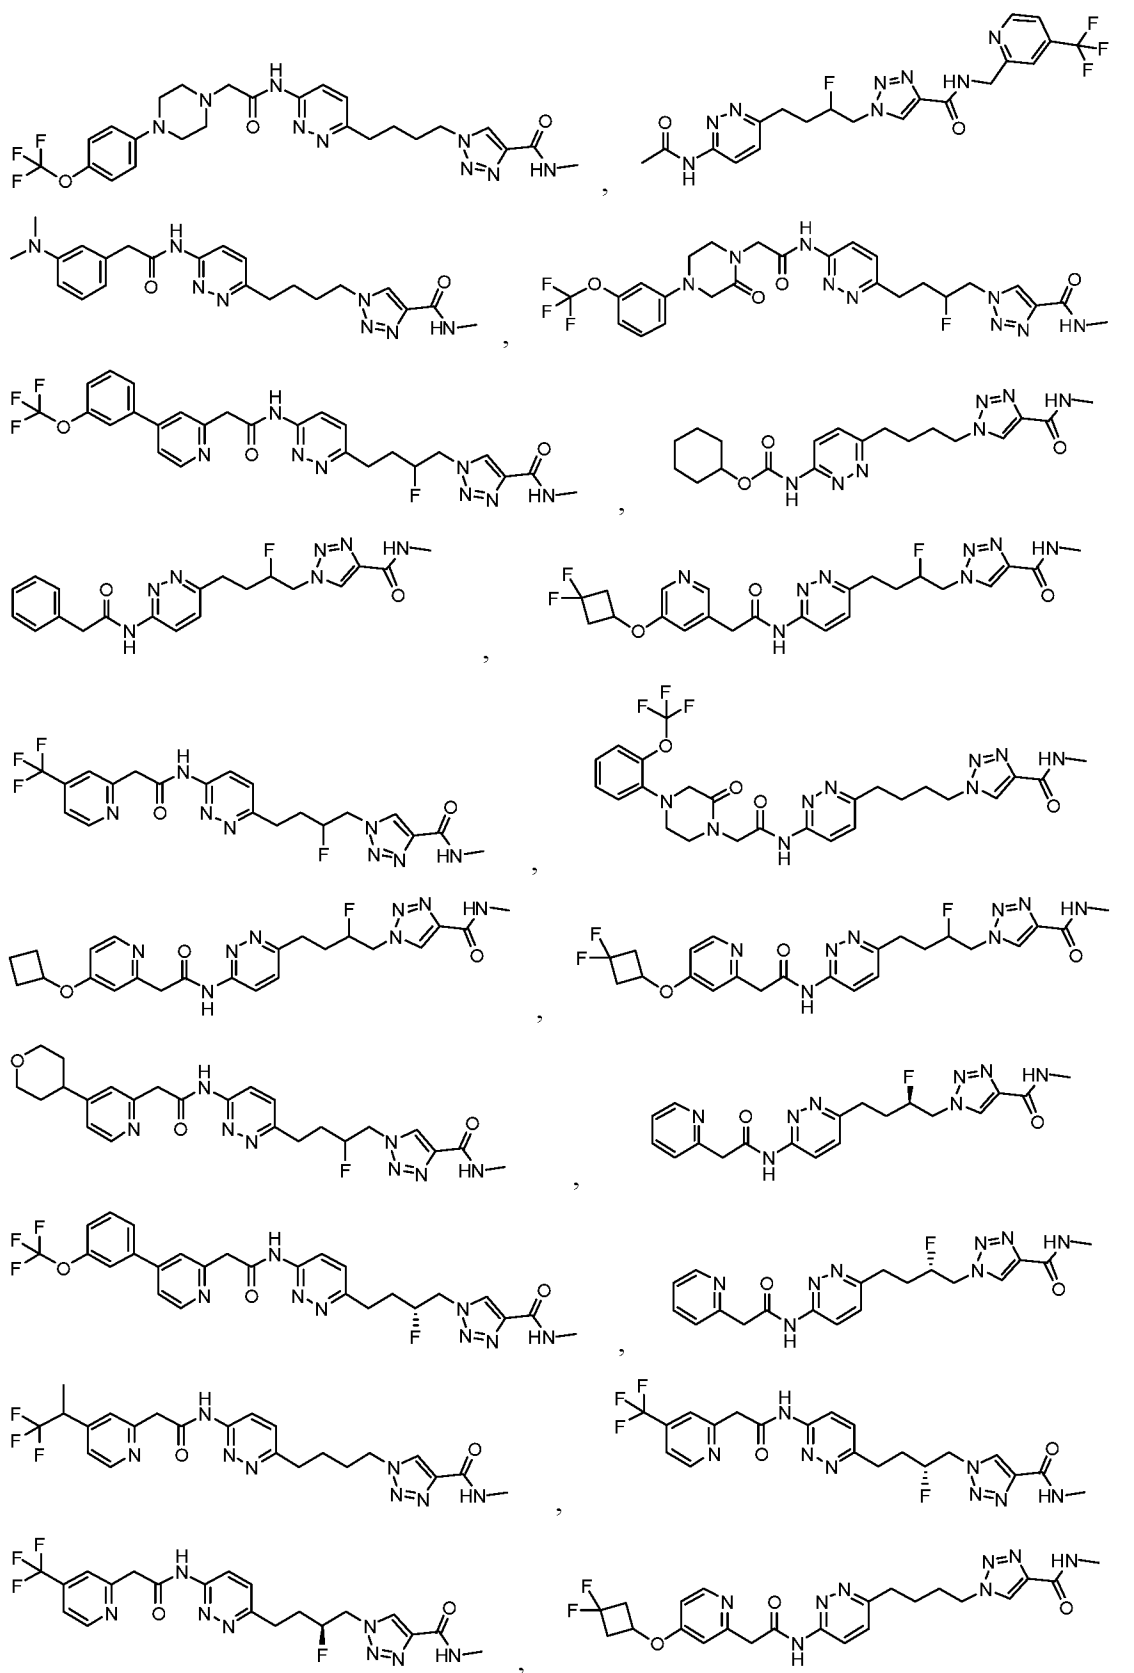 F F F O N N H N O N N N N=N O HN ,
O N H N N F N N=N O HN N F F F
N H N O N N N N=N O HN ,
F F F O N N O O H N N N F N N=N O HN
F F F O N O H N N N F N N=N O HN ,
O O N H N N N N=N O HN
O N H N N F N N=N O HN ,
F F O N O N H N N F N N=N O HN
F F F N O H N N N F N N=N O HN ,
F F F O N O N O N H N N N N=N O HN
O N O N H N N F N N=N O HN ,
F F O N O N H N N F N N=N O HN
O N O H N N N F N N=N O HN ,
N O N H N N F N N=N O HN
F F F O N O H N N N F N N=N O HN ,
N O N H N N F N N=N O HN
F F F N O H N N N N N=N O HN ,
F F F N O H N N N F N N=N O HN
F F F N O H N N N F N N=N O HN ,
F F O N O N H N N N N=N O HN